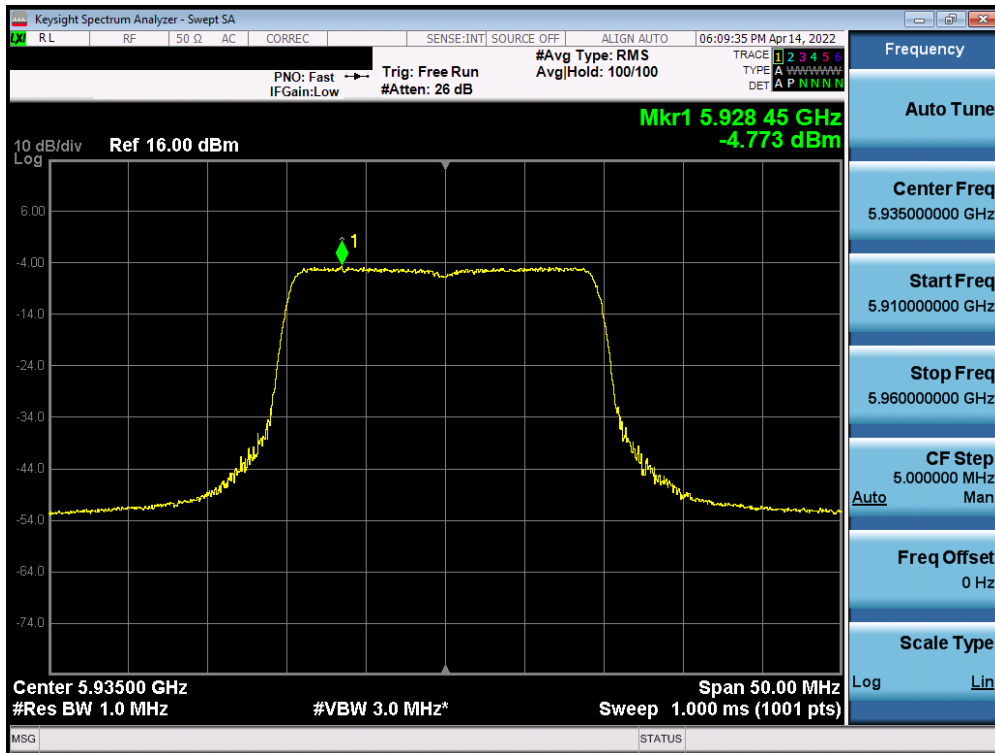 Keysight Spectrum Analyzer - Swept SA
LXI RL RF 50 Ω AC CORREC SENSE:INT SOURCE OFF ALIGN AUTO 06:09:35 PM Apr 14, 2022
PNO: Fast Trig: Free Run #Avg Type: RMS TRACE 1 2 3 4 5 6
IFGain:Low #Atten: 26 dB Avg|Hold: 100/100 TYPE A WWWWW
DET A P N N N N
Mkr1 5.928 45 GHz
-4.773 dBm
10 dB/div Ref 16.00 dBm
Log
1
6.00
-4.00
-14.0
-24.0
-34.0
-44.0
-54.0
-64.0
-74.0
Center 5.93500 GHz Span 50.00 MHz
#Res BW 1.0 MHz #VBW 3.0 MHz* Sweep 1.000 ms (1001 pts)
MSG STATUS
Frequency
Auto Tune
Center Freq
5.935000000 GHz
Start Freq
5.910000000 GHz
Stop Freq
5.960000000 GHz
CF Step
5.000000 MHz
Auto Man
Freq Offset
0 Hz
Scale Type
Log Lin